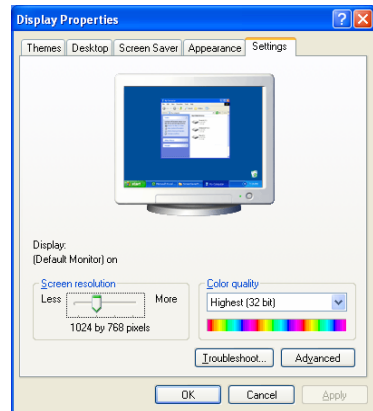 Display Properties
Themes Desktop Screen Saver Appearance Settings
Display:
(Default Monitor) on
Screen resolution
Less More
1024 by 768 pixels
Color quality
Highest (32 bit)
Troubleshoot... Advanced
OK Cancel Apply